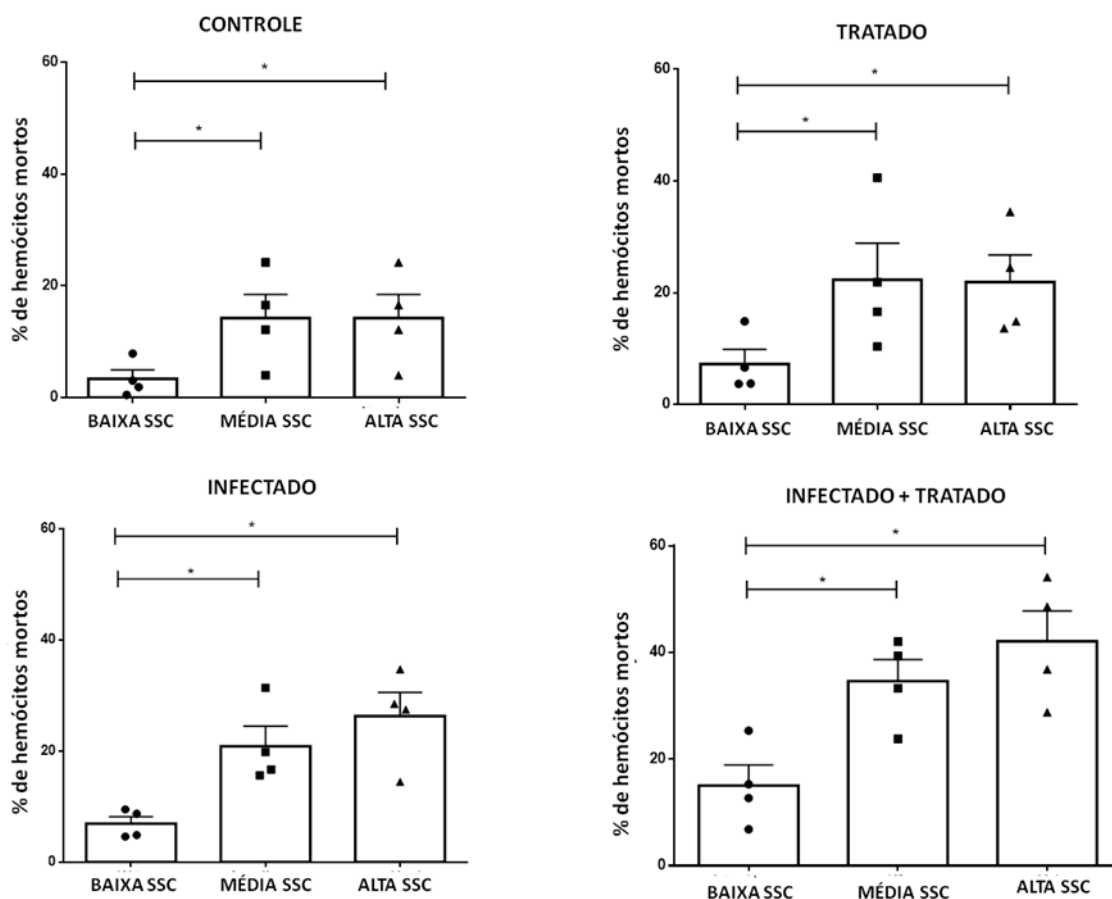 CONTROLE
60
40
20
0
% de hemócitos mortos
*
*
BAIXA SSC
MÉDIA SSC
ALTA SSC
TRATADO
60
40
20
0
% de hemócitos mortos
*
*
BAIXA SSC
MÉDIA SSC
ALTA SSC
INFECTADO
60
40
20
0
% de hemócitos mortos
*
*
BAIXA SSC
MÉDIA SSC
ALTA SSC
INFECTADO + TRATADO
60
40
20
0
% de hemócitos mortos
*
*
BAIXA SSC
MÉDIA SSC
ALTA SSC